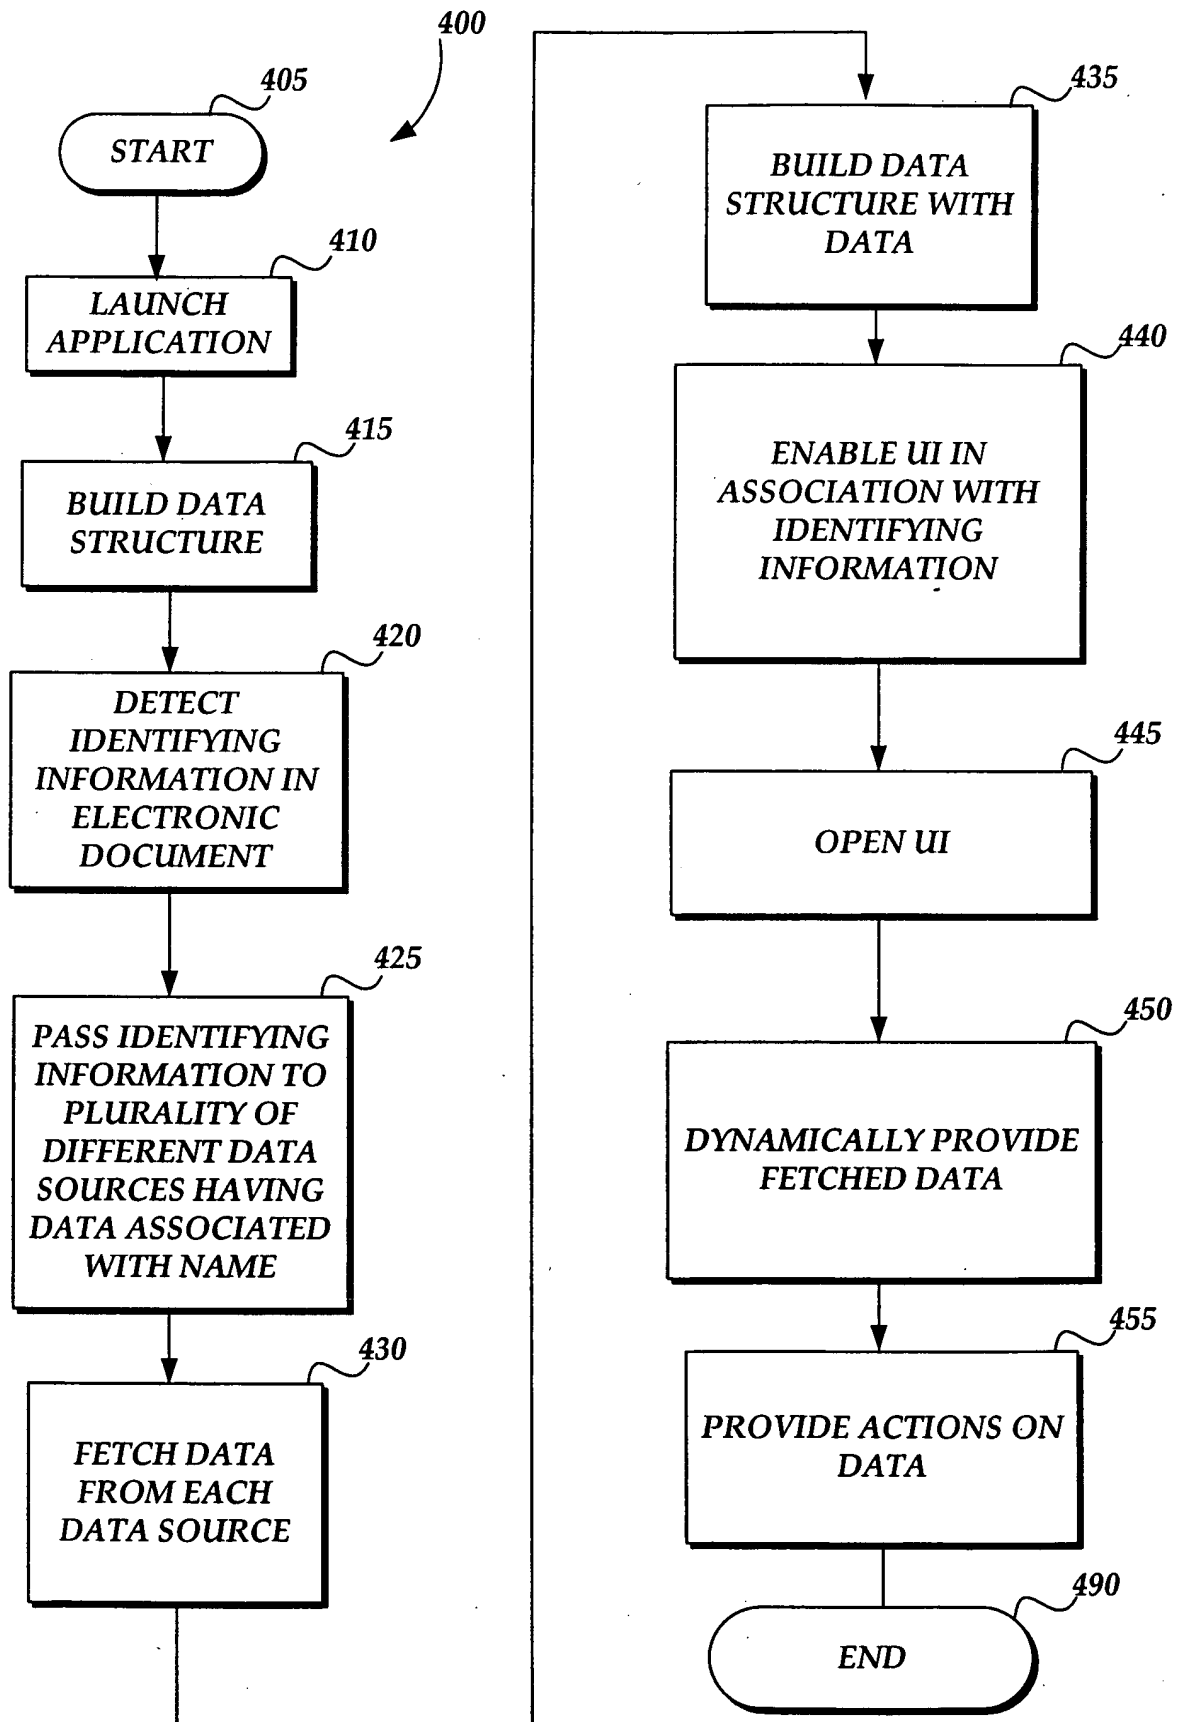 400
405
START
410
LAUNCH
APPLICATION
415
BUILD DATA
STRUCTURE
420
DETECT
IDENTIFYING
INFORMATION IN
ELECTRONIC
DOCUMENT
425
PASS IDENTIFYING
INFORMATION TO
PLURALITY OF
DIFFERENT DATA
SOURCES HAVING
DATA ASSOCIATED
WITH NAME
430
FETCH DATA
FROM EACH
DATA SOURCE
435
BUILD DATA
STRUCTURE WITH
DATA
440
ENABLE UI IN
ASSOCIATION WITH
IDENTIFYING
INFORMATION
445
OPEN UI
450
DYNAMICALLY PROVIDE
FETCHED DATA
455
PROVIDE ACTIONS ON
DATA
490
END